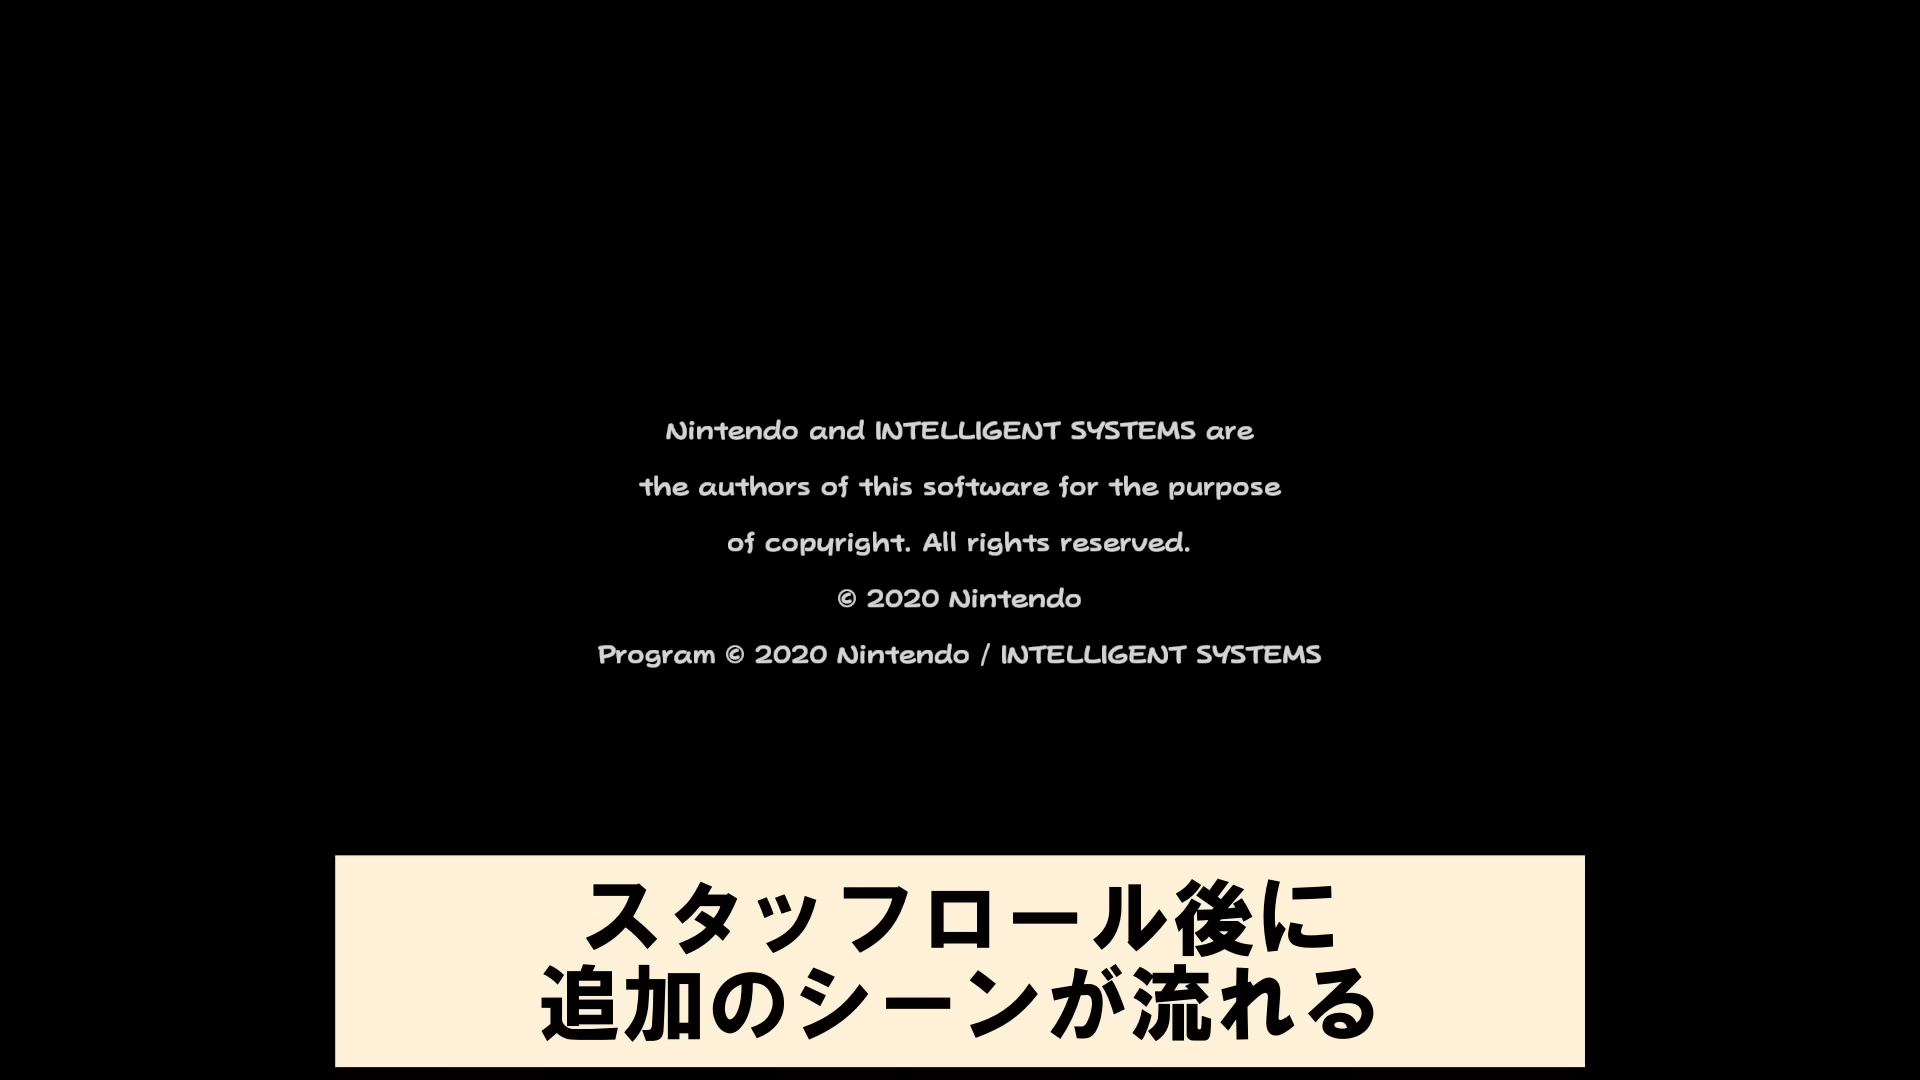 Nintendo and INTELLIGENT SYSTEMS are
the authors of this software for the purpose
of copyright. All rights reserved.
© 2020 Nintendo
Program © 2020 Nintendo / INTELLIGENT SYSTEMS
スタッフロール後に
追加のシーンが流れる